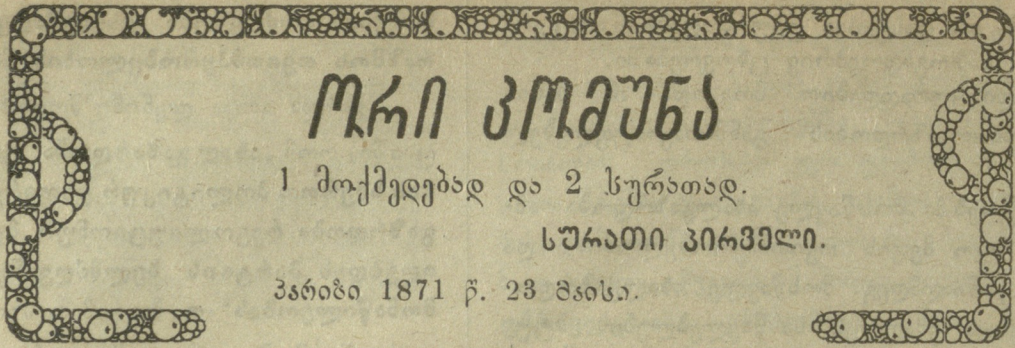 ორი კომუნა
1 მოქმედებად და 2 სურათად.
სურათი პირველი.
პარიზი 1871 წ. 23 მაისი.